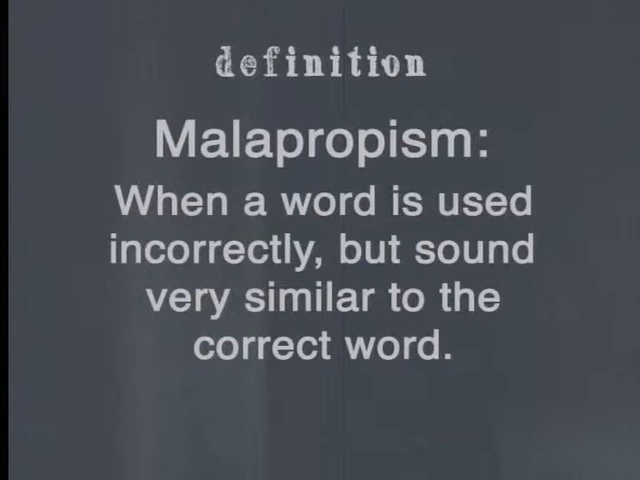 definition
Malapropism:
When a word is used
incorrectly, but sound
very similar to the
correct word.